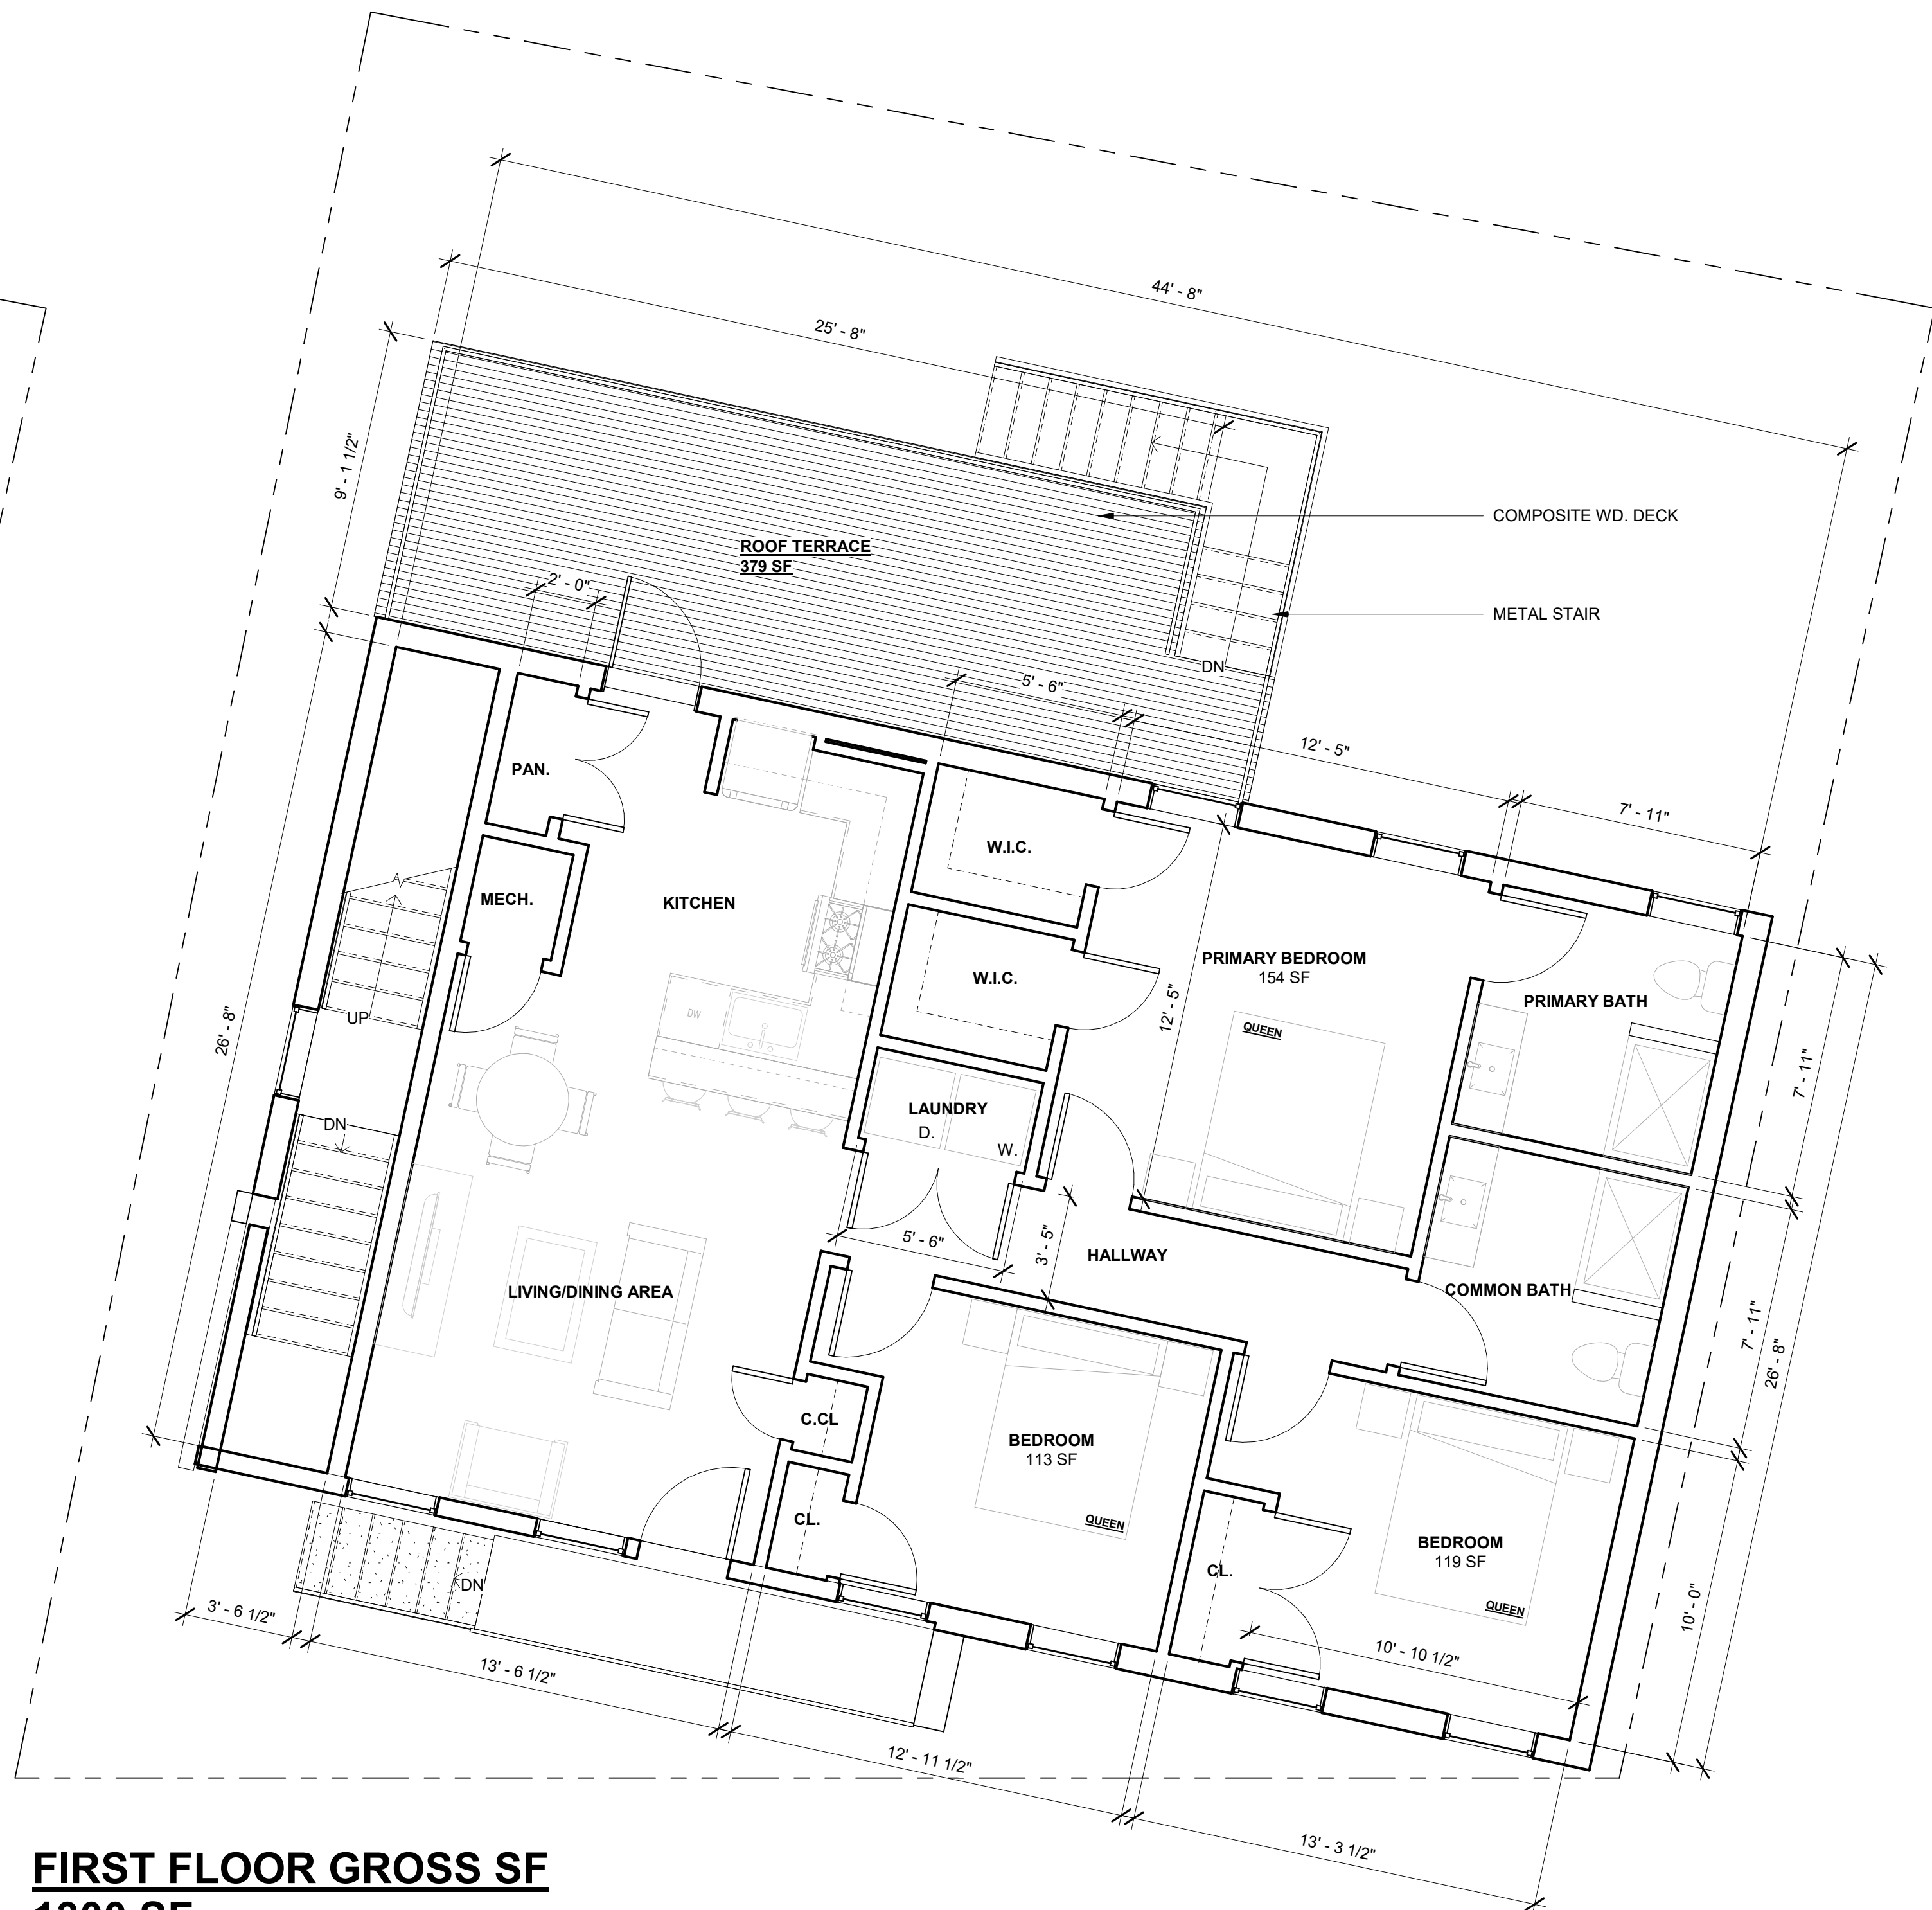 44' - 8"
25' - 8"
9' - 1 1/2"
COMPOSITE WD. DECK
ROOF TERRACE
379 SF
2' - 0"
METAL STAIR
DN
5' - 6"
12' - 5"
7' - 11"
PAN.
W.I.C.
MECH.
KITCHEN
W.I.C.
PRIMARY BEDROOM
154 SF
PRIMARY BATH
12' - 5"
UP
DW
QUEEN
26' - 8"
7' - 11"
DN
LAUNDRY
D.
W.
5' - 6"
3' - 5"
HALLWAY
LIVING/DINING AREA
COMMON BATH
7' - 11"
26' - 8"
C.CL
BEDROOM
113 SF
CL.
QUEEN
BEDROOM
119 SF
CL.
QUEEN
DN
3' - 6 1/2"
10' - 0"
13' - 6 1/2"
10' - 10 1/2"
12' - 11 1/2"
13' - 3 1/2"
FIRST FLOOR GROSS SF